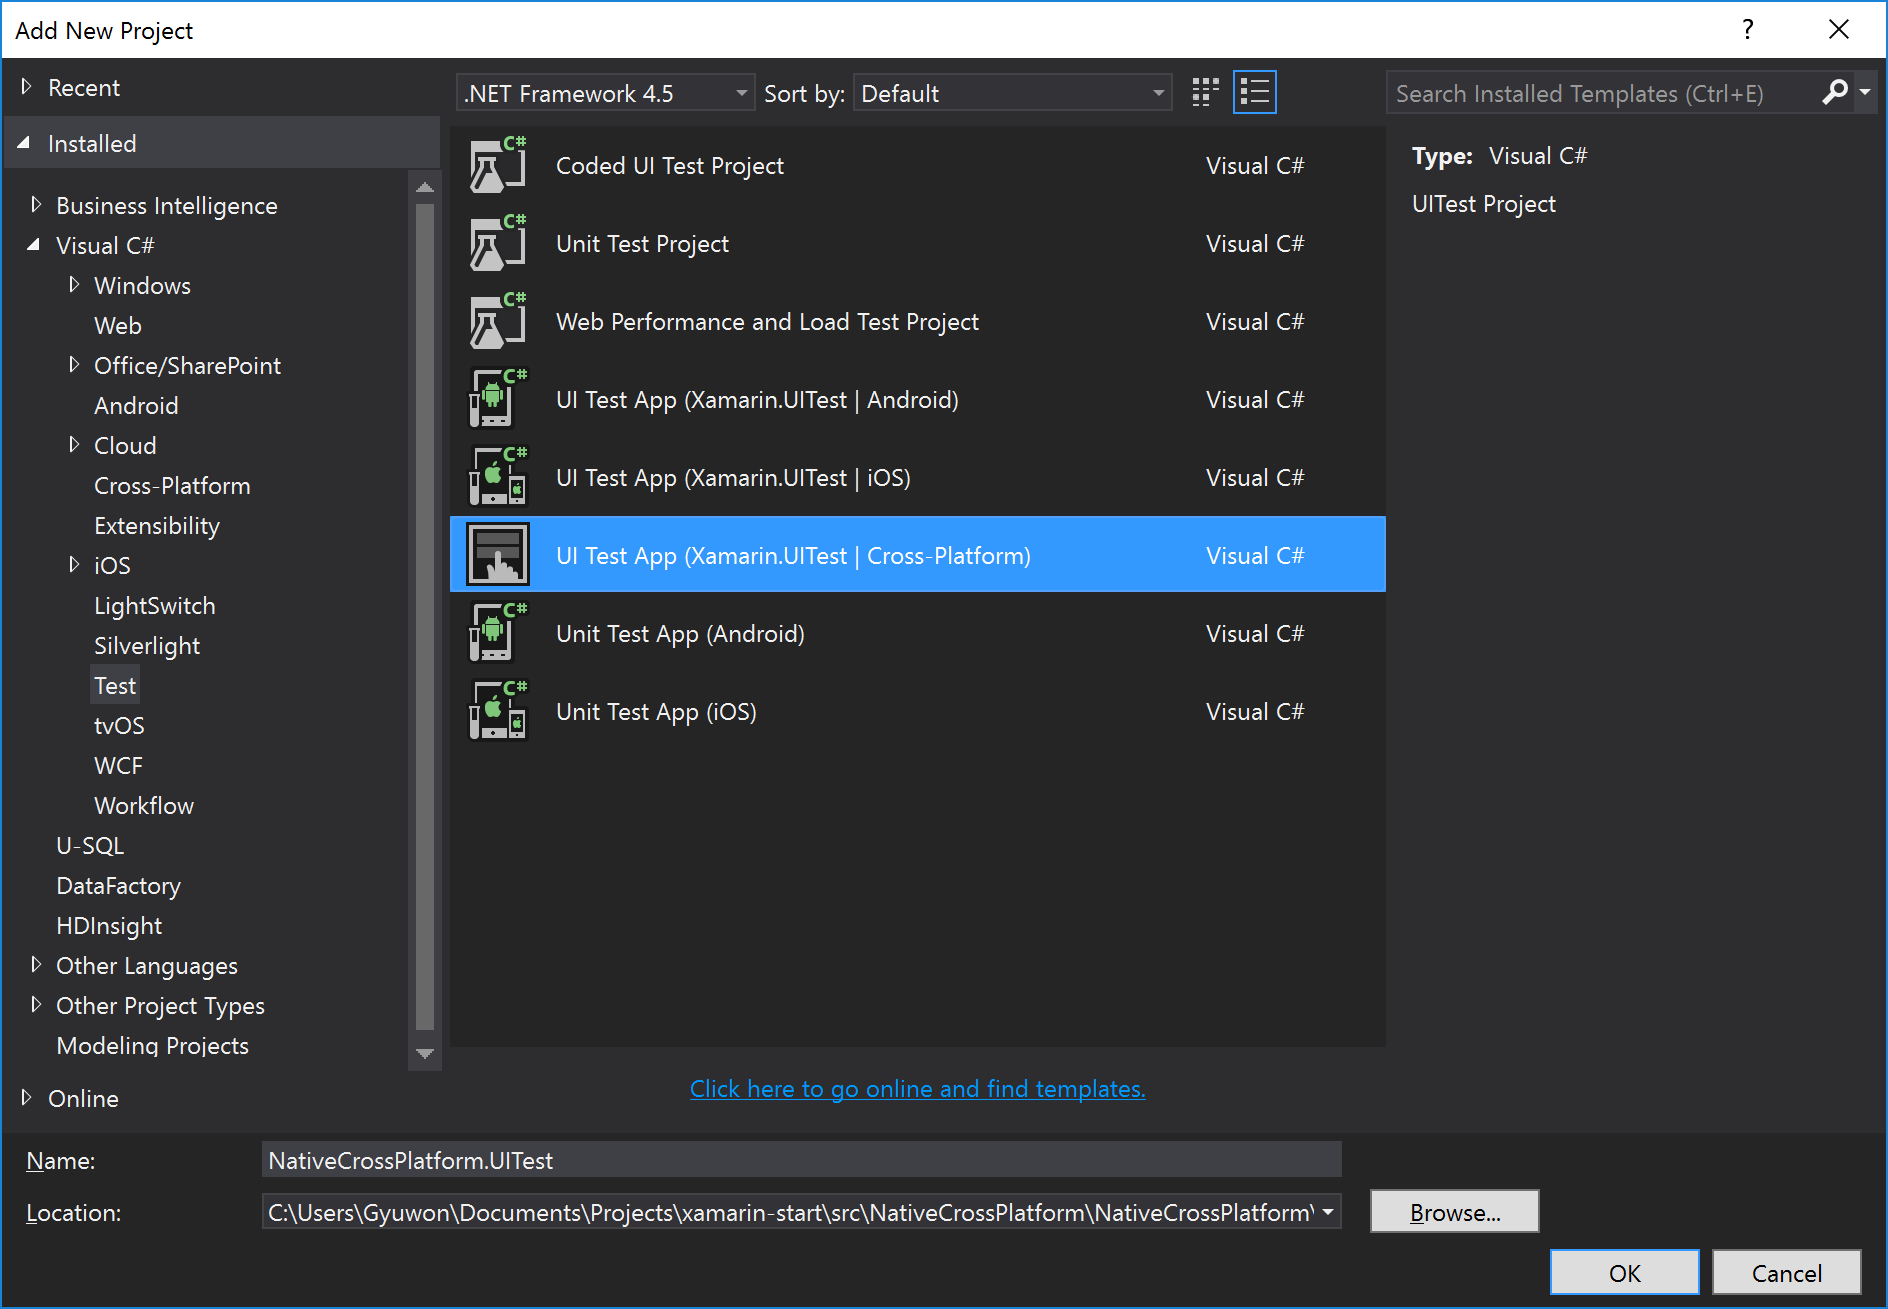 Add New Project
?
Recent
Installed
Business Intelligence
Visual C#
Windows
Web
Office/SharePoint
Android
Cloud
Cross-Platform
Extensibility
iOS
LightSwitch
Silverlight
Test
tvOS
WCF
Workflow
U-SQL
DataFactory
HDInsight
Other Languages
Other Project Types
Modeling Projects
Online
.NET Framework 4.5
Sort by:
Default
C# Coded UI Test Project Visual C#
C# Unit Test Project Visual C#
C# Web Performance and Load Test Project Visual C#
C# UI Test App (Xamarin.UITest | Android) Visual C#
C# UI Test App (Xamarin.UITest | iOS) Visual C#
UI Test App (Xamarin.UITest | Cross-Platform) Visual C#
C# Unit Test App (Android) Visual C#
C# Unit Test App (iOS) Visual C#
Click here to go online and find templates.
Search Installed Templates (Ctrl+E)
Type: Visual C#
UITest Project
Name: NativeCrossPlatform.UITest
Location: C:\Users\Gyuwon\Documents\Projects\xamarin-start\src\NativeCrossPlatform\NativeCrossPlatform\
Browse...
OK
Cancel